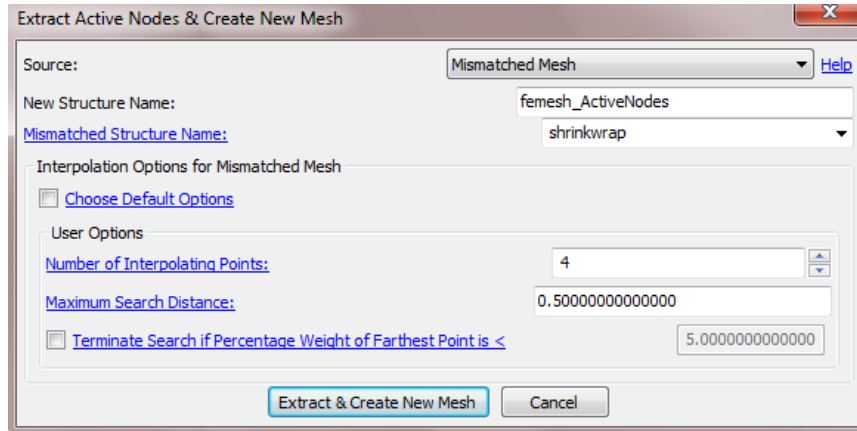 Extract Active Nodes & Create New Mesh
Source: Mismatched Mesh Help
New Structure Name: femesh_ActiveNodes
Mismatched Structure Name: shrinkwrap
Interpolation Options for Mismatched Mesh
Choose Default Options
User Options
Number of Interpolating Points: 4
Maximum Search Distance: 0.50000000000000
Terminate Search if Percentage Weight of Farthest Point is < 5.0000000000000
Extract & Create New Mesh Cancel